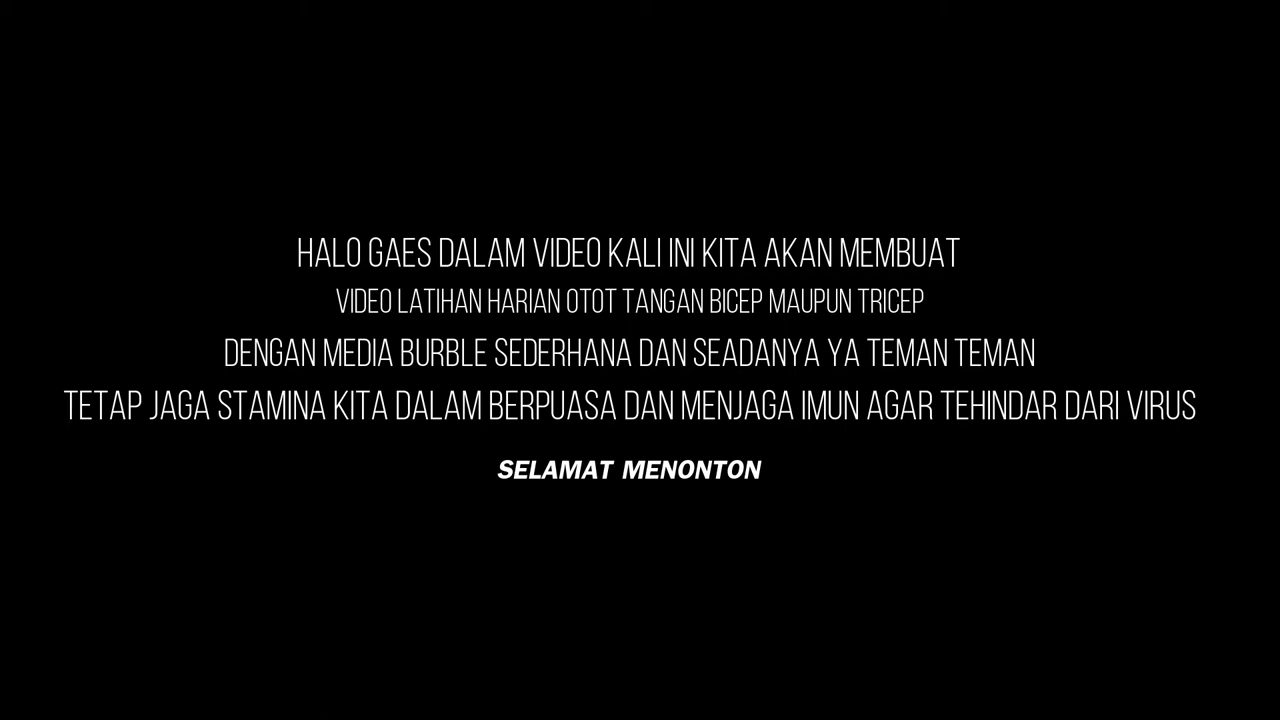 HALO GAES DALAM VIDEO KALI INI KITA AKAN MEMBUAT
VIDEO LATIHAN HARIAN OTOT TANGAN BICEP MAUPUN TRICEP
DENGAN MEDIA BURBLE SEDERHANA DAN SEADANYA YA TEMAN TEMAN
TETAP JAGA STAMINA KITA DALAM BERPUASA DAN MENJAGA IMUN AGAR TEHINDAR DARI VIRUS
SELAMAT MENONTON